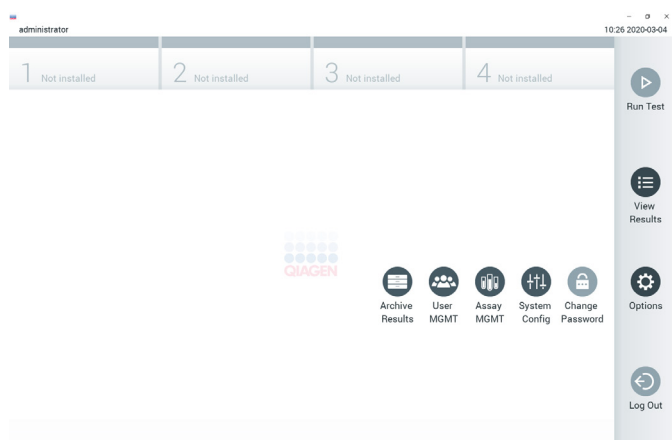 administrator
10:26 2020-03-04
1 Not installed
2 Not installed
3 Not installed
4 Not installed
Run Test
View
Results
QIAGEN
Archive
Results
User
MGMT
Assay
MGMT
System
Config
Change
Password
Options
Log Out